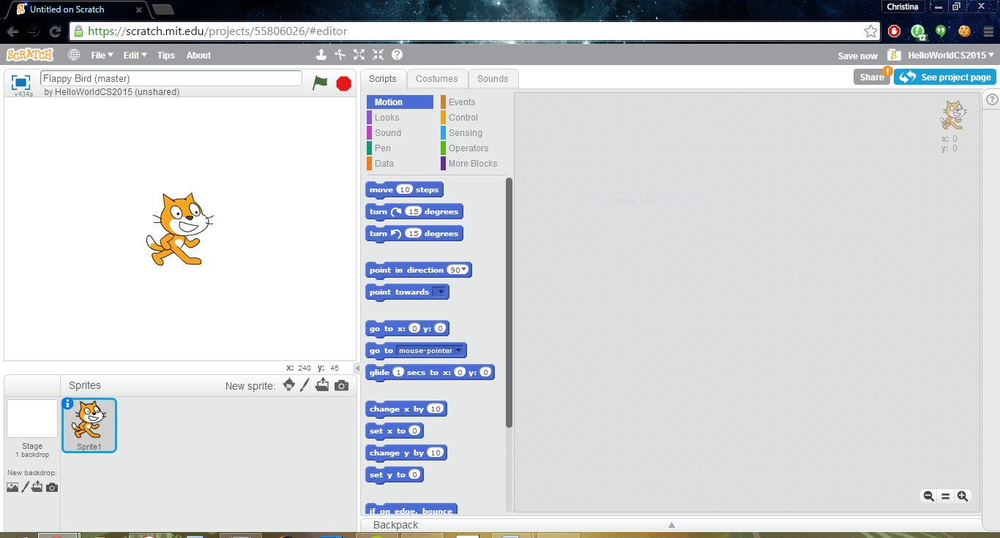 Untitled on Scratch
Christina
https://scratch.mit.edu/projects/55806026/#editor
12
SCRATCH File Edit Tips About Save now HelloWorldCS2015
Flappy Bird (master)
by HelloWorldCS2015 (unshared)
v434a
Scripts Costumes Sounds
Share ! See project page
Motion Events
Looks Control
Sound Sensing
Pen Operators
Data More Blocks
move 10 steps
turn 15 degrees
turn 15 degrees
point in direction 90
point towards
go to x: 0 y: 0
go to mouse-pointer
glide 1 secs to x: 0 y: 0
change x by 10
set x to 0
change y by 10
set y to 0
if on edge, bounce
x: 0
y: 0
Window Snip
x: 240 y: 45
Sprites New sprite:
Stage
1 backdrop
New backdrop:
Sprite1
Backpack